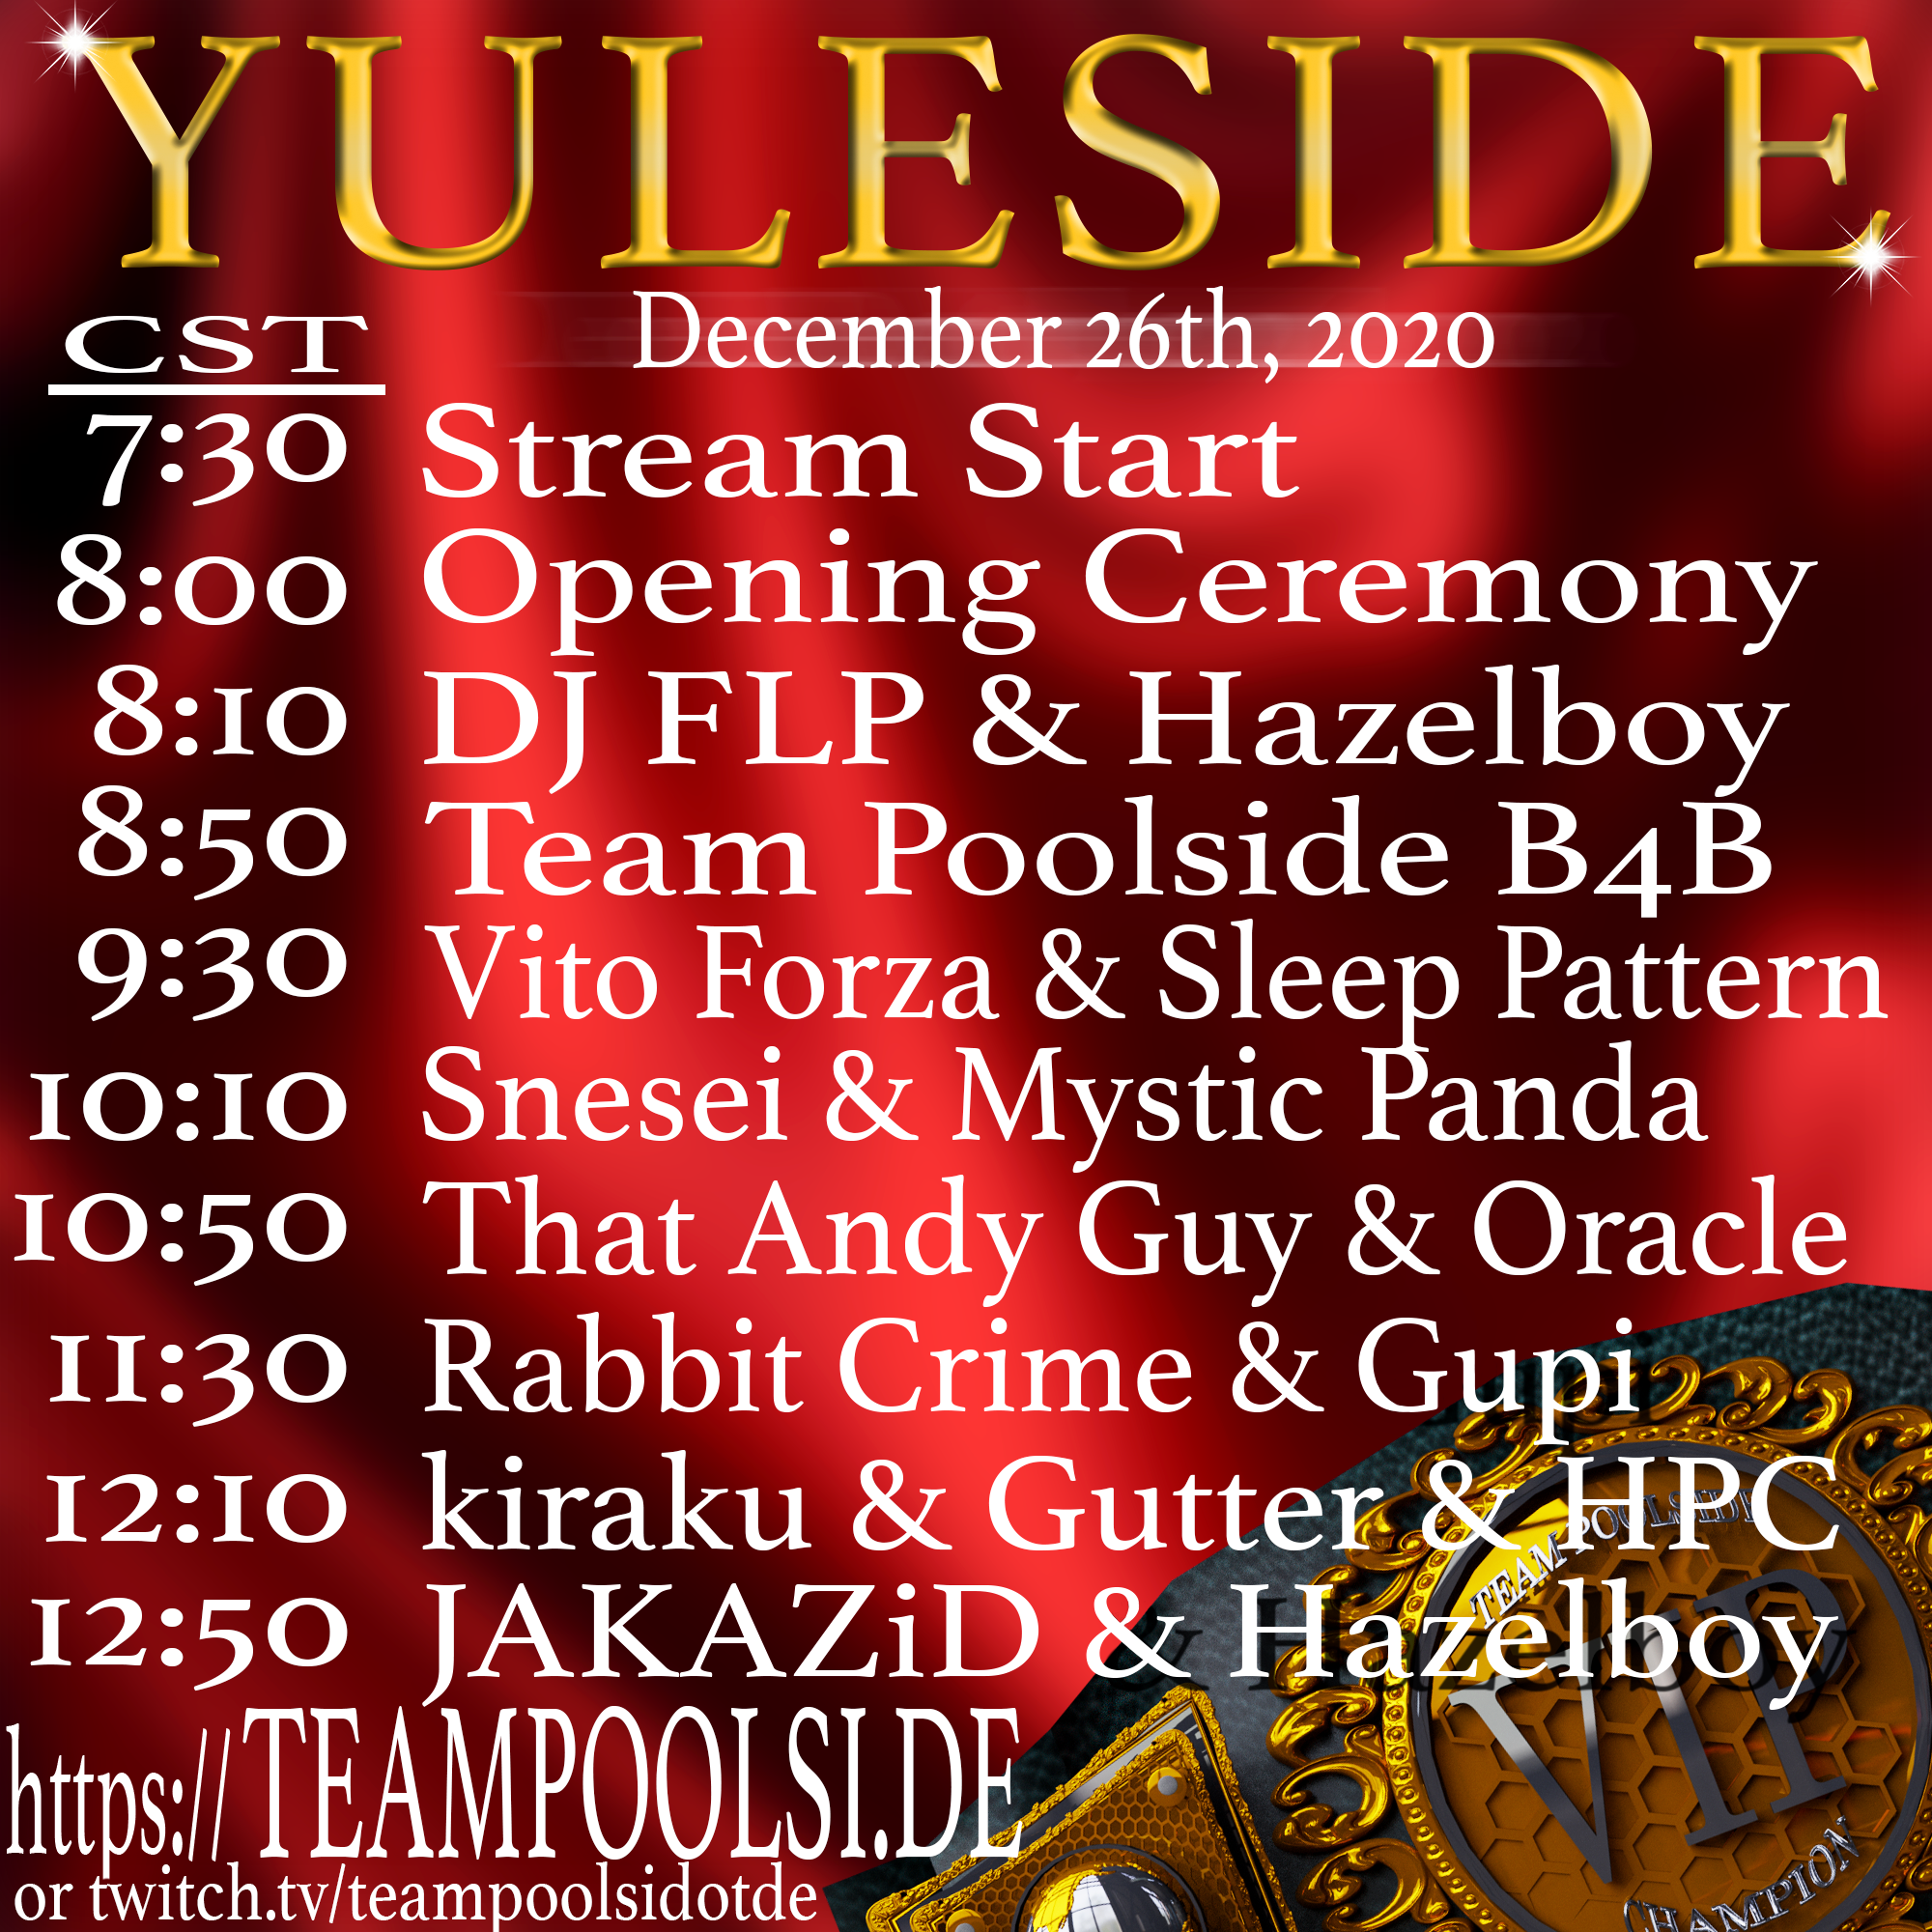 YULESIDE
December 26th, 2020
CST
7:30 Stream Start
8:00 Opening Ceremony
8:10 DJ FLP & Hazelboy
8:50 Team Poolside B4B
9:30 Vito Forza & Sleep Pattern
10:10 Snesei & Mystic Panda
10:50 That Andy Guy & Oracle
11:30 Rabbit Crime & Gupi
12:10 kiraku & Gutter & HPC
12:50 JAKAZiD & Hazelboy
https://TEAMPOOLSI.DE
or twitch.tv/teampoolsidotde
TEAM POOLSIDE
VIP
CHAMPION